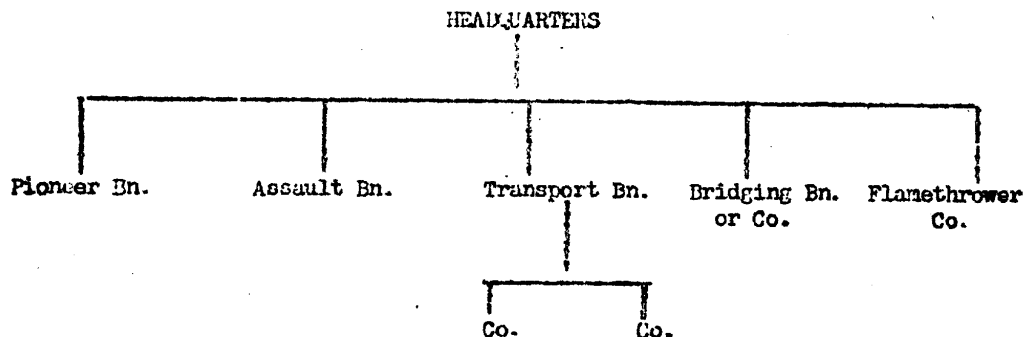 HEADQUARTERS
Pioneer Bn. Assault Bn. Transport Bn. Bridging Bn. or Co. Flamethrower Co.
Co. Co.